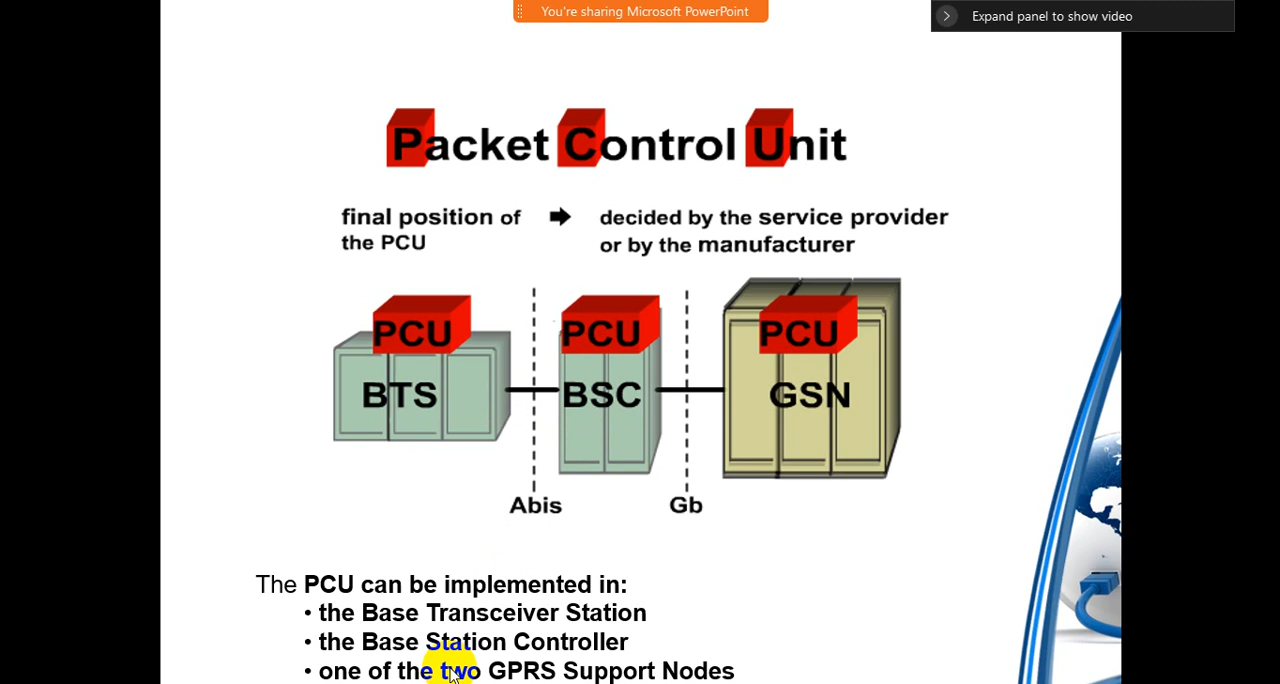 You're sharing Microsoft PowerPoint
Expand panel to show video
Packet Control Unit
final position of the PCU
decided by the service provider or by the manufacturer
PCU
PCU
PCU
BTS
BSC
GSN
Abis
Gb
The PCU can be implemented in:
• the Base Transceiver Station
• the Base Station Controller
• one of the two GPRS Support Nodes